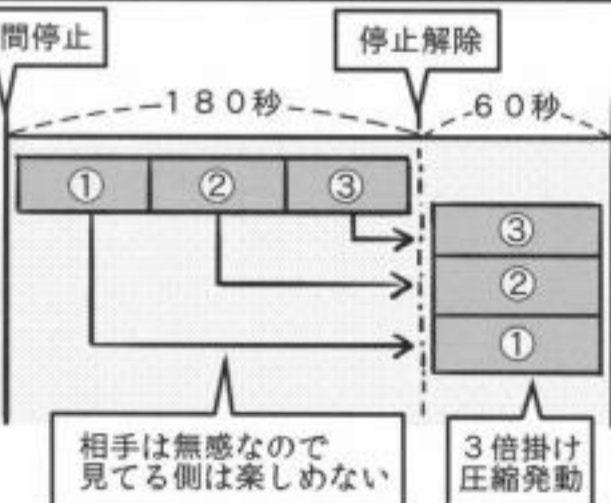 間停止
停止解除
180秒
60秒
① ② ③
③
②
①
相手は無感なので
見てる側は楽しめない
3倍掛け
圧縮発動